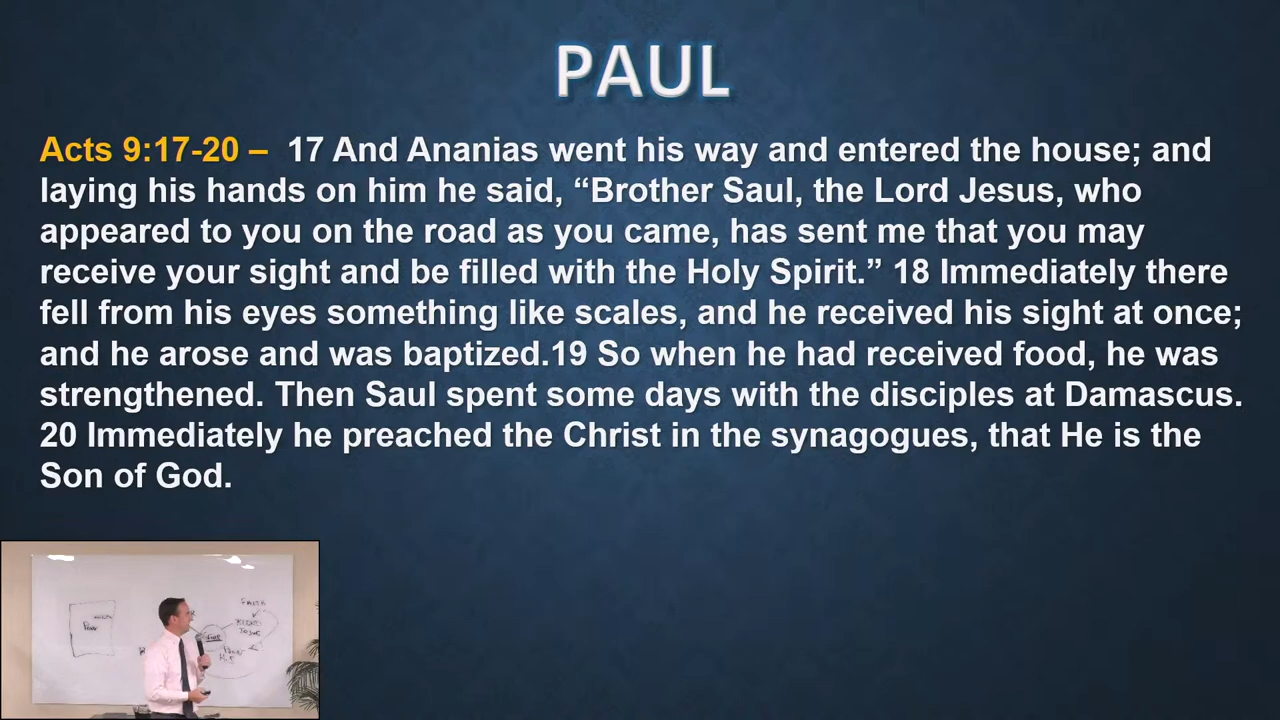 PAUL
Acts 9:17-20 –  17 And Ananias went his way and entered the house; and
laying his hands on him he said, “Brother Saul, the Lord Jesus, who
appeared to you on the road as you came, has sent me that you may
receive your sight and be filled with the Holy Spirit.” 18 Immediately there
fell from his eyes something like scales, and he received his sight at once;
and he arose and was baptized.19 So when he had received food, he was
strengthened. Then Saul spent some days with the disciples at Damascus.
20 Immediately he preached the Christ in the synagogues, that He is the
Son of God.